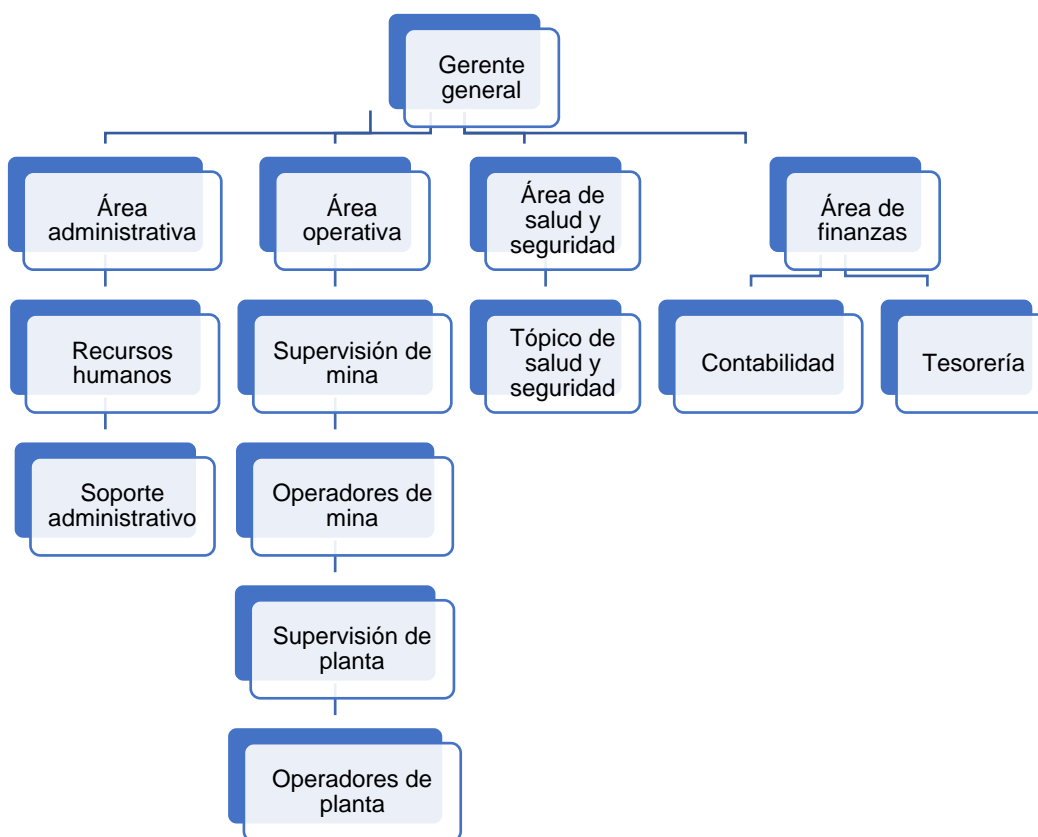 Gerente
general
Área
administrativa
Área
operativa
Área de
salud y
seguridad
Área de
finanzas
Recursos
humanos
Supervisión de
mina
Tópico de
salud y
seguridad
Contabilidad
Tesorería
Soporte
administrativo
Operadores de
mina
Supervisión de
planta
Operadores de
planta